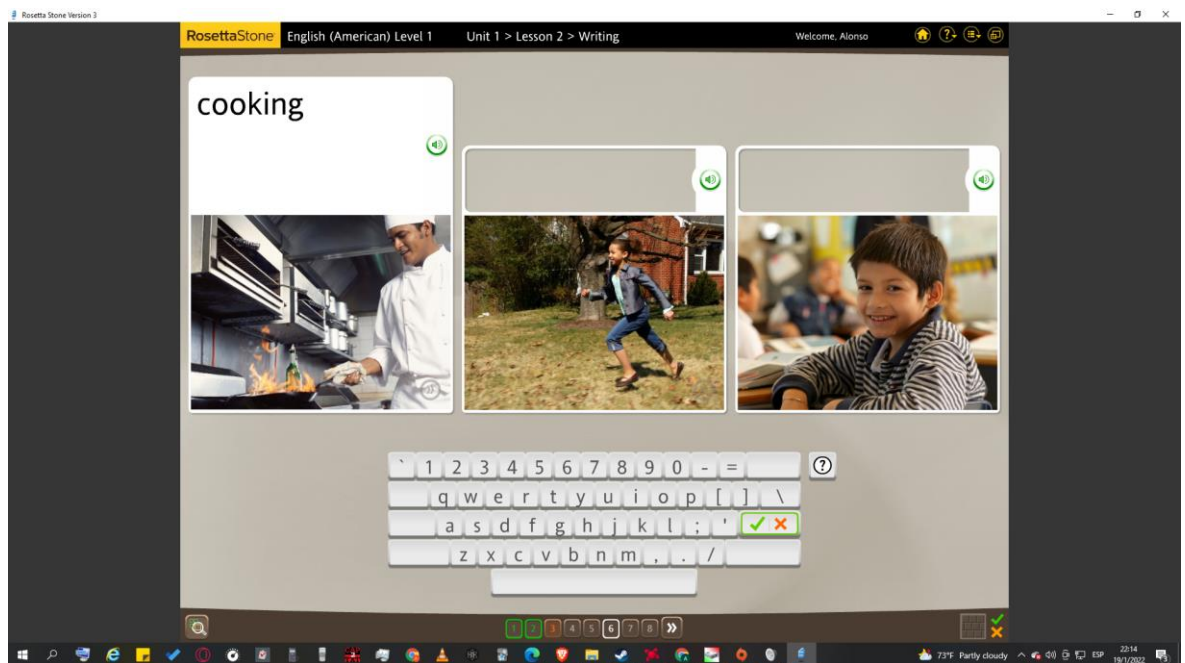 Rosetta Stone Version 3
RosettaStone English (American) Level 1 Unit 1 > Lesson 2 > Writing Welcome, Alonso
cooking
` 1 2 3 4 5 6 7 8 9 0 - =
q w e r t y u i o p [ ] \
a s d f g h j k l ; '
z x c v b n m , . /
1 2 3 4 5 6 7 8
73°F Partly cloudy ESP 22:14
19/1/2022